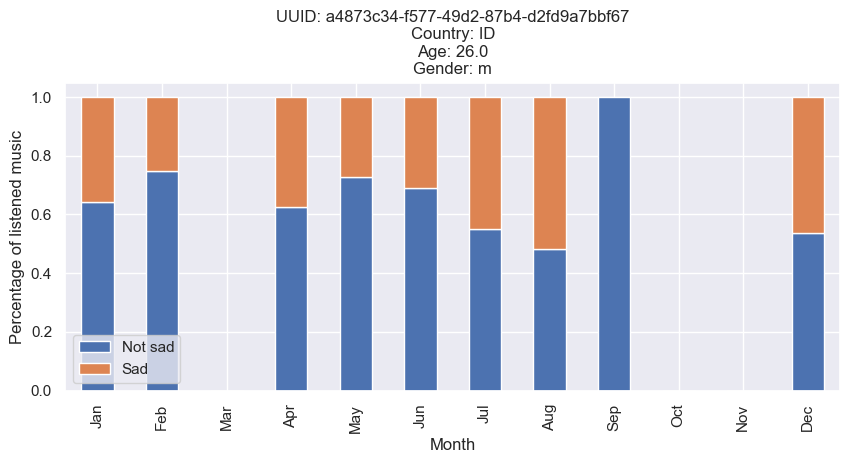 UUID: a4873c34-f577-49d2-87b4-d2fd9a7bbf67
Country: ID
Age: 26.0
Gender: m
Percentage of listened music
1.0
0.8
0.6
0.4
0.2
0.0
Not sad
Sad
Jan
Feb
Mar
Apr
May
Jun
Jul
Aug
Sep
Oct
Nov
Dec
Month